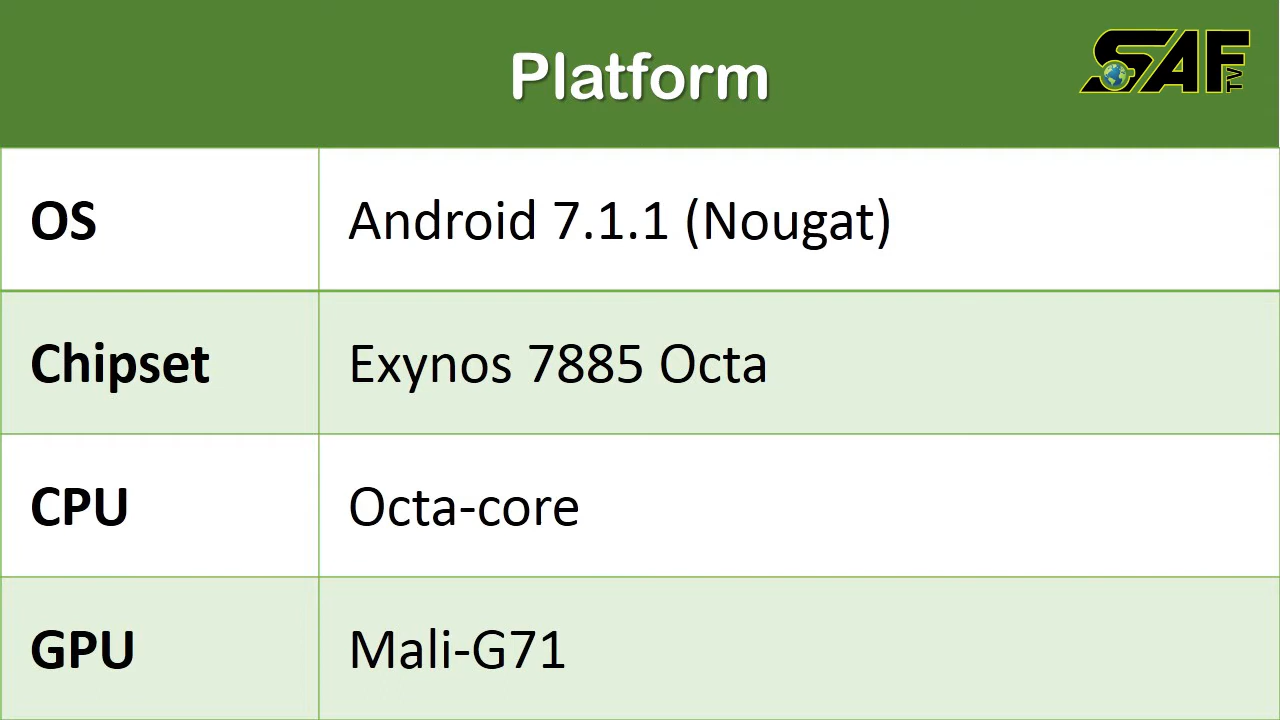 Platform
SAF TV
OS
Android 7.1.1 (Nougat)
Chipset
Exynos 7885 Octa
CPU
Octa-core
GPU
Mali-G71